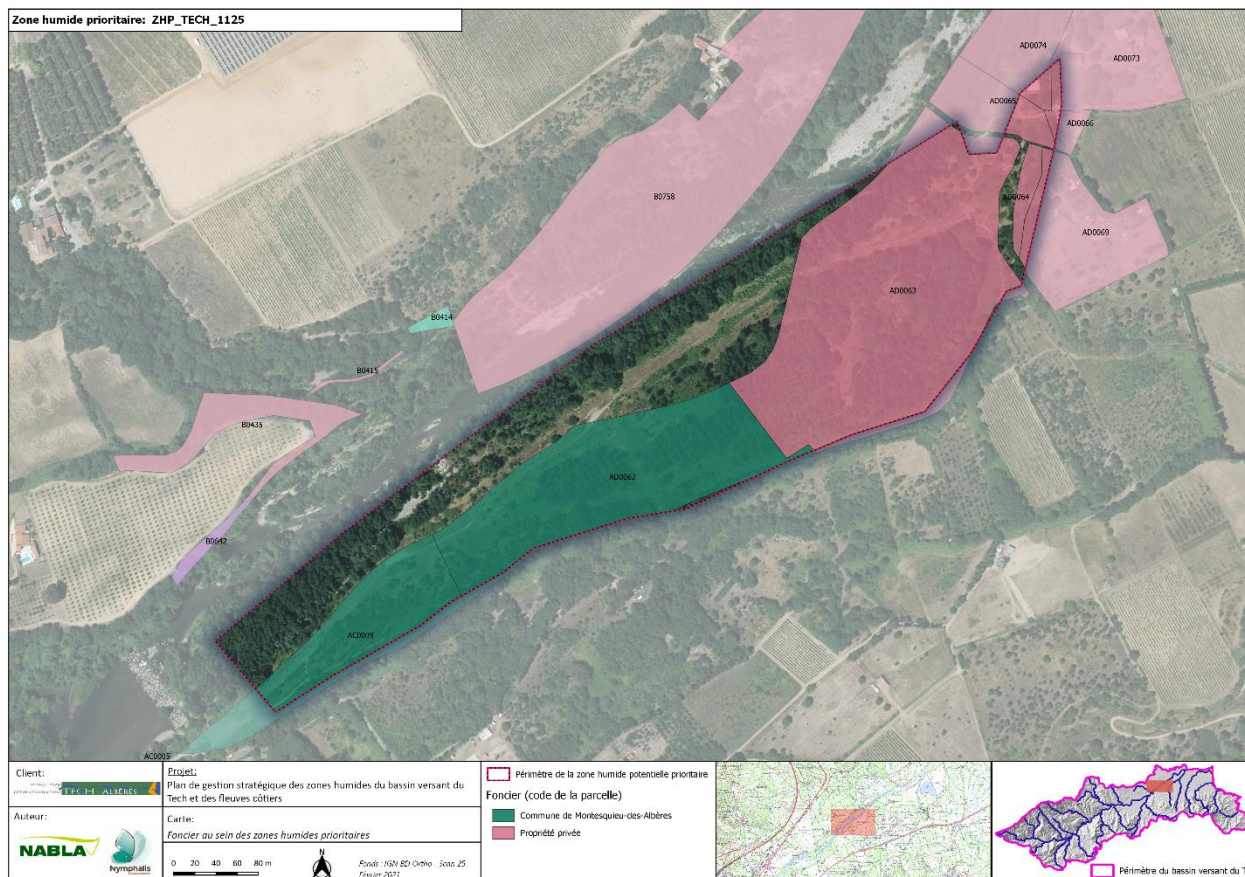 Zone humide prioritaire: ZHP_TECH_1125
AD0074
AD0073
AD0065
AD0066
B0758
AD0064
AD0069
AD0063
B0414
B0415
B0435
AD0062
B0642
AC0009
AC0005
Client:
TECH ALBÈRES
Auteur:
NABLA
Nymphalis
Projet:
Plan de gestion stratégique des zones humides du bassin versant du
Tech et des fleuves côtiers
Carte:
Foncier au sein des zones humides prioritaires
0 20 40 60 80 m
N
Fonds : IGN BD Ortho Scan 25
Février 2021
Périmètre de la zone humide potentielle prioritaire
Foncier (code de la parcelle)
Commune de Montesquieu-des-Albères
Propriété privée
Périmètre du bassin versant du T